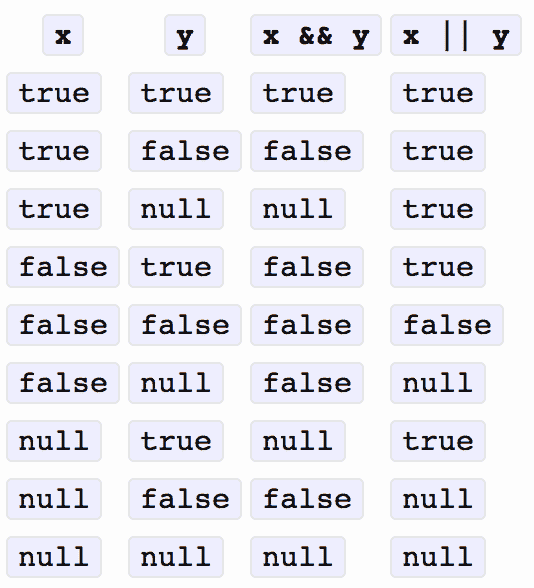 x y x && y x || y
true true true true
true false false true
true null null true
false true false true
false false false false
false null false null
null true null true
null false false null
null null null null